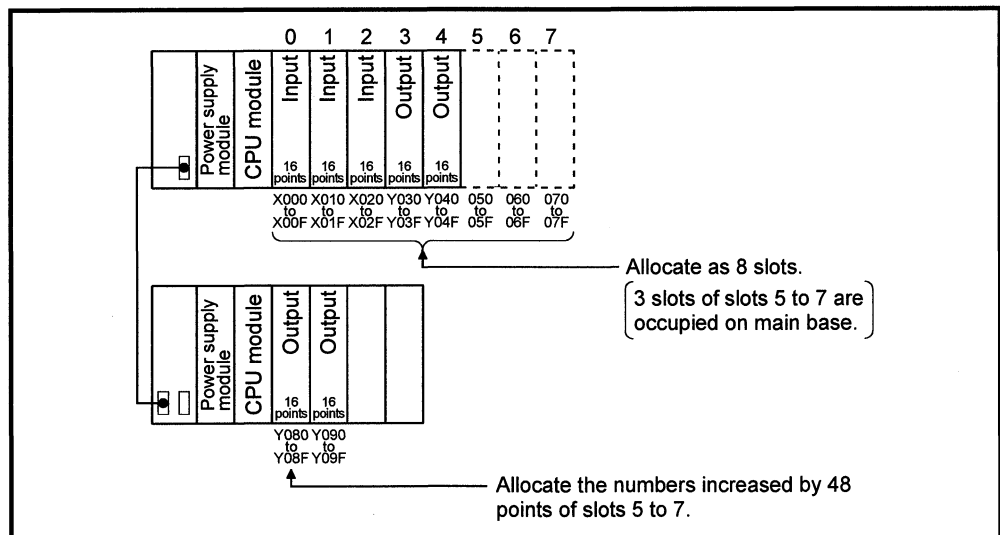 0 1 2 3 4 5 6 7
Power supply module
CPU module
Input
Input
Input
Output
Output
16 points
16 points
16 points
16 points
16 points
X000 to X00F
X010 to X01F
X020 to X02F
Y030 to Y03F
Y040 to Y04F
050 to 05F
060 to 06F
070 to 07F
Allocate as 8 slots.
3 slots of slots 5 to 7 are
occupied on main base.
Power supply module
CPU module
Output
Output
16 points
16 points
Y080 to Y08F
Y090 to Y09F
Allocate the numbers increased by 48
points of slots 5 to 7.